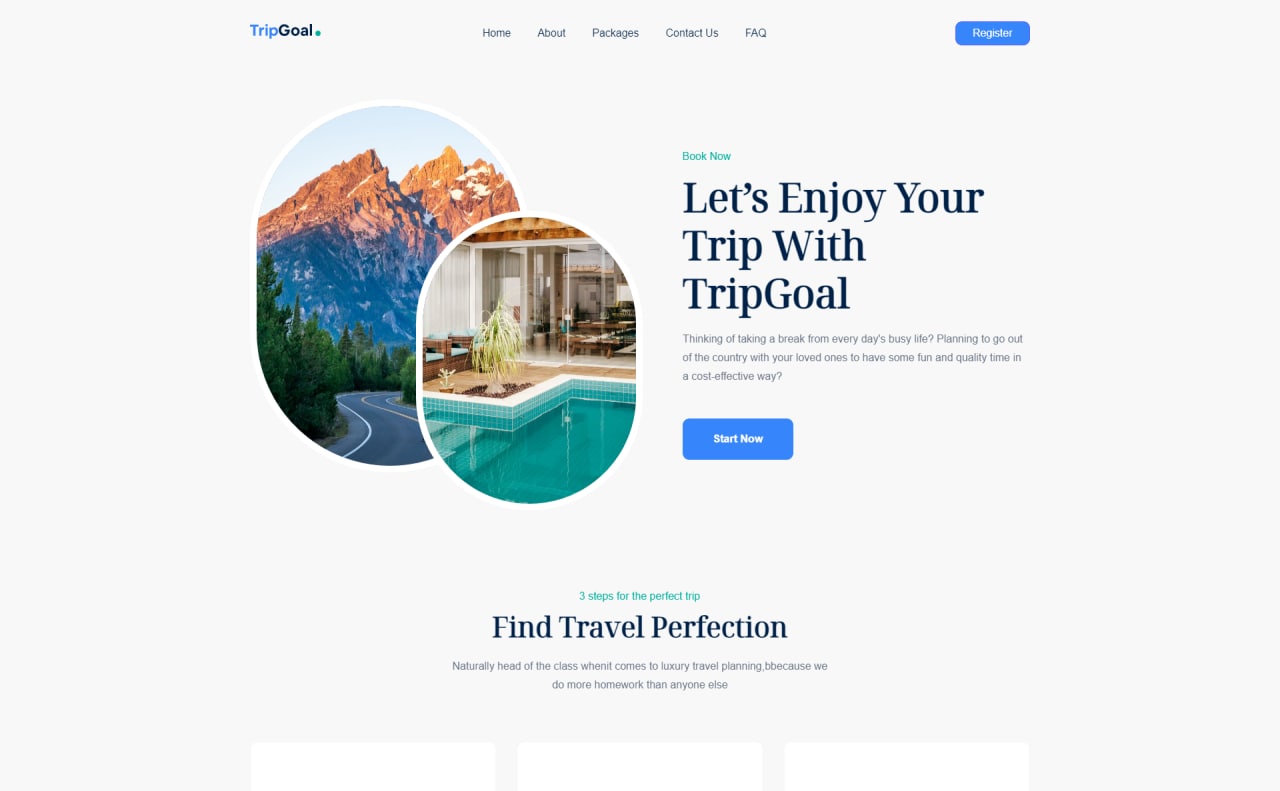 TripGoal.
Home
About
Packages
Contact Us
FAQ
Register
Book Now
Let’s Enjoy Your
Trip With
TripGoal
Thinking of taking a break from every day's busy life? Planning to go out
of the country with your loved ones to have some fun and quality time in
a cost-effective way?
Start Now
3 steps for the perfect trip
Find Travel Perfection
Naturally head of the class whenit comes to luxury travel planning,bbecause we
do more homework than anyone else